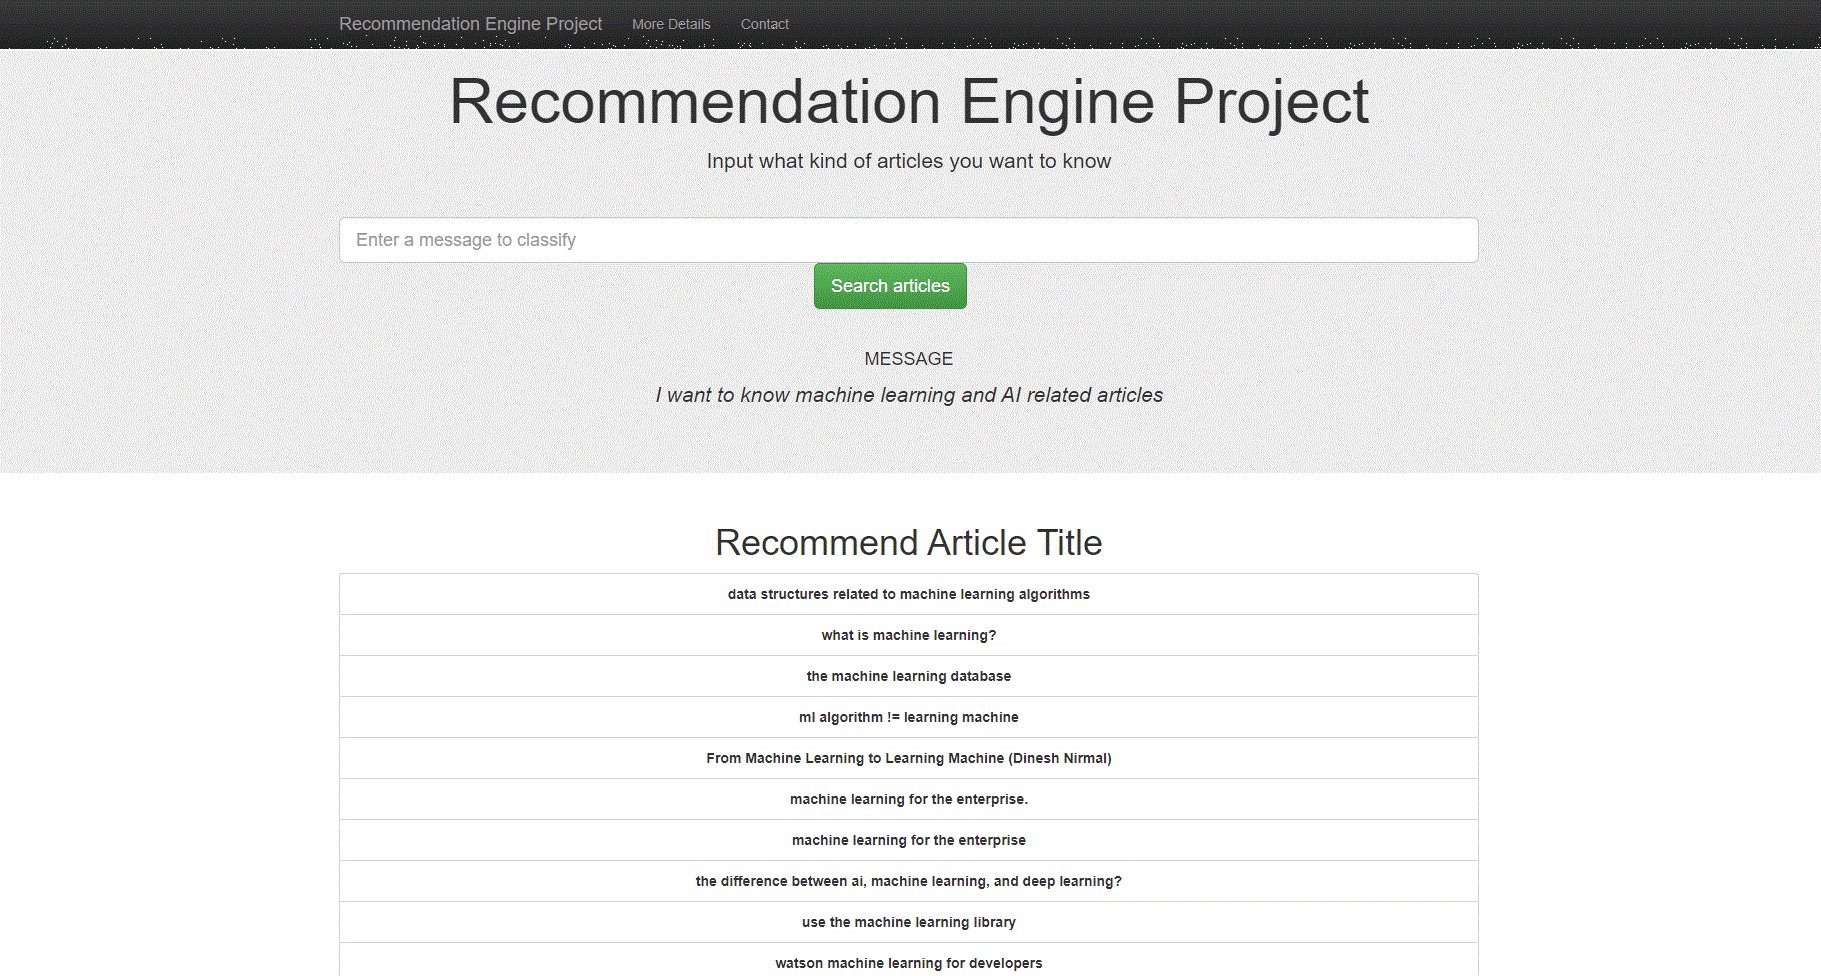 Recommendation Engine Project More Details Contact
Recommendation Engine Project
Input what kind of articles you want to know
Enter a message to classify
Search articles
MESSAGE
I want to know machine learning and AI related articles
Recommend Article Title
data structures related to machine learning algorithms
what is machine learning?
the machine learning database
ml algorithm != learning machine
From Machine Learning to Learning Machine (Dinesh Nirmal)
machine learning for the enterprise.
machine learning for the enterprise
the difference between ai, machine learning, and deep learning?
use the machine learning library
watson machine learning for developers